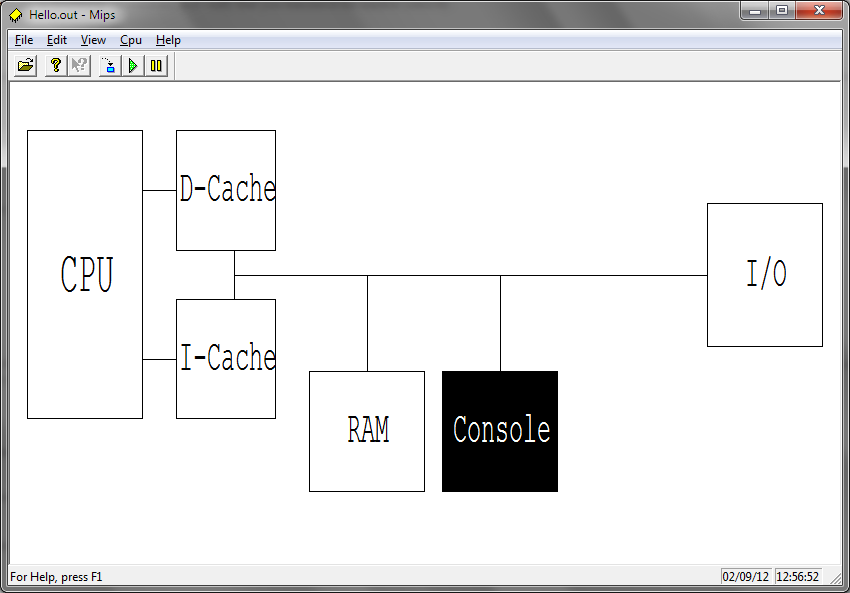 Hello.out - Mips
File Edit View Cpu Help
D-Cache
CPU
I/O
I-Cache
RAM
Console
For Help, press F1
02/09/12 12:56:52